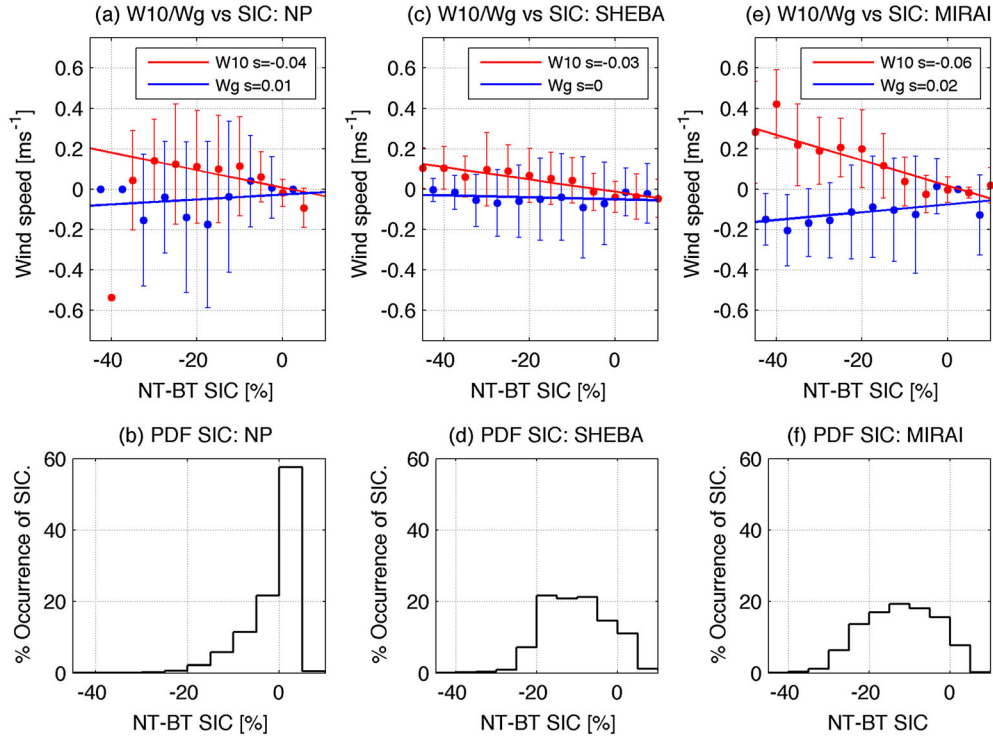 (a) W10/Wg vs SIC: NP
(c) W10/Wg vs SIC: SHEBA
(e) W10/Wg vs SIC: MIRAI
W10 s=-0.04
Wg s=0.01
W10 s=-0.03
Wg s=0
W10 s=-0.06
Wg s=0.02
Wind speed [ms⁻¹]
0.6
0.4
0.2
0
-0.2
-0.4
-0.6
-40
-20
0
NT-BT SIC [%]
Wind speed [ms⁻¹]
0.6
0.4
0.2
0
-0.2
-0.4
-0.6
-40
-20
0
NT-BT SIC [%]
Wind speed [ms⁻¹]
0.6
0.4
0.2
0
-0.2
-0.4
-0.6
-40
-20
0
NT-BT SIC [%]
(b) PDF SIC: NP
(d) PDF SIC: SHEBA
(f) PDF SIC: MIRAI
% Occurrence of SIC.
60
40
20
0
-40
-20
0
NT-BT SIC [%]
% Occurrence of SIC.
60
40
20
0
-40
-20
0
NT-BT SIC [%]
% Occurrence of SIC.
60
40
20
0
-40
-20
0
NT-BT SIC